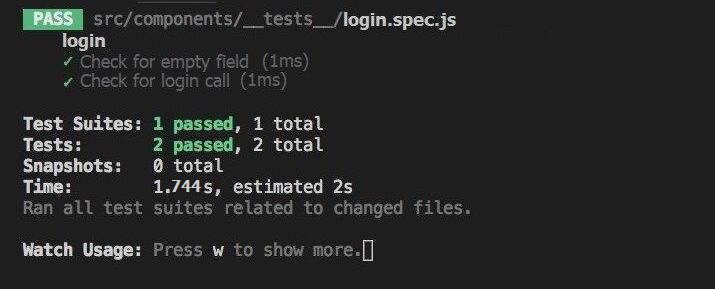 PASS src/components/__tests__/login.spec.js
login
✓ Check for empty field (1ms)
✓ Check for login call (1ms)
Test Suites: 1 passed, 1 total
Tests: 2 passed, 2 total
Snapshots: 0 total
Time: 1.744s, estimated 2s
Ran all test suites related to changed files.
Watch Usage: Press w to show more.